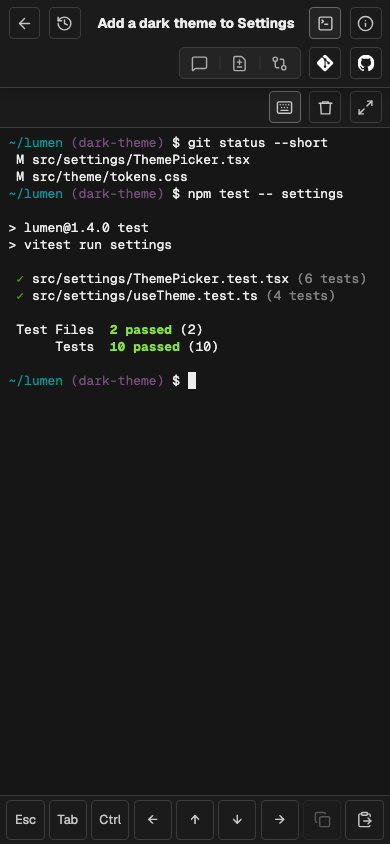 Add a dark theme to Settings
~/lumen (dark-theme) $ git status --short
M src/settings/ThemePicker.tsx
M src/theme/tokens.css
~/lumen (dark-theme) $ npm test -- settings
> lumen@1.4.0 test
> vitest run settings
✓ src/settings/ThemePicker.test.tsx (6 tests)
✓ src/settings/useTheme.test.ts (4 tests)
Test Files 2 passed (2)
Tests 10 passed (10)
~/lumen (dark-theme) $
Esc Tab Ctrl ← ↑ ↓ →